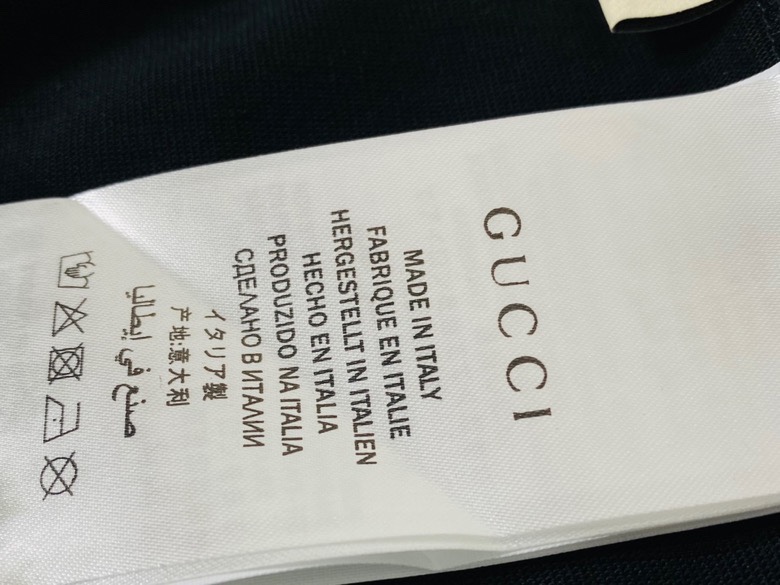 GUCCI
MADE IN ITALY
FABRIQUE EN ITALIE
HERGESTELLT IN ITALIEN
HECHO EN ITALIA
PRODUZIDO NA ITALIA
СДЕЛАНО В ИТАЛИИ
イタリア製
产地:意大利
صنع في إيطاليا